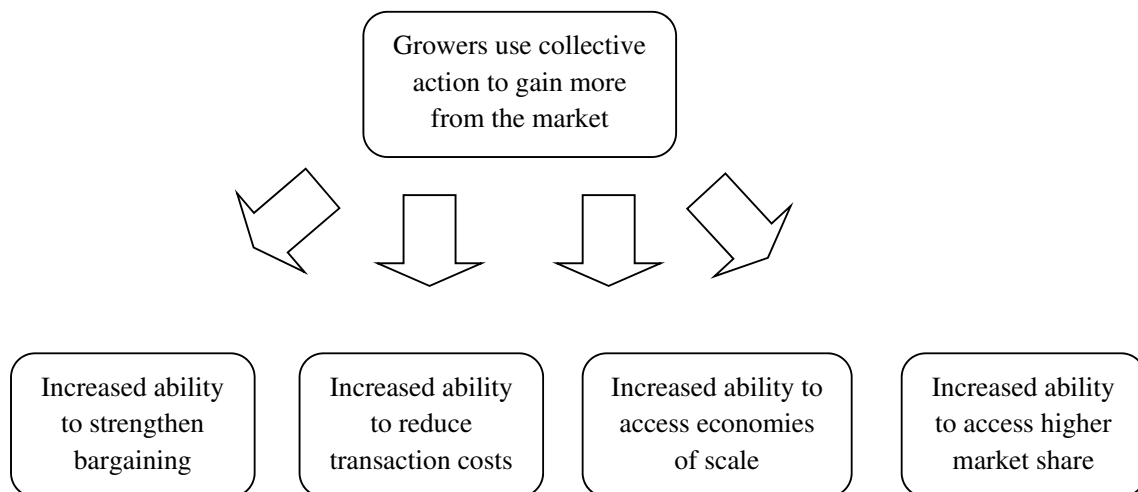 Growers use collective
action to gain more
from the market
Increased ability
to strengthen
bargaining
Increased ability
to reduce
transaction costs
Increased ability to
access economies
of scale
Increased ability
to access higher
market share